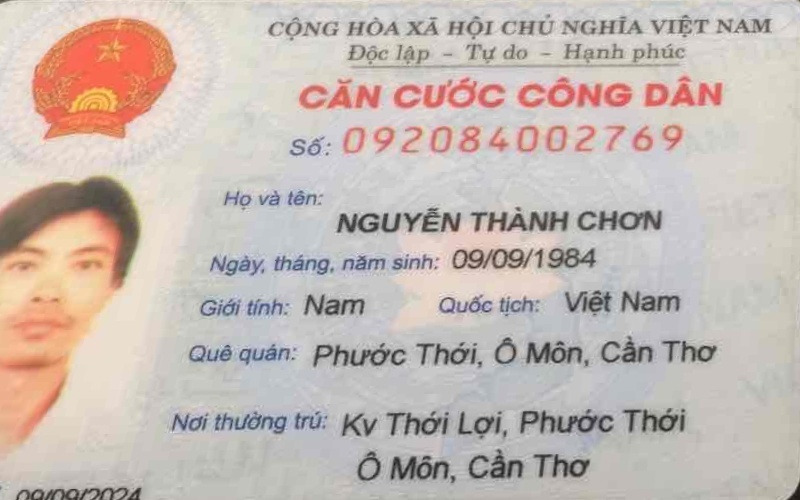 CỘNG HÒA XÃ HỘI CHỦ NGHĨA VIỆT NAM
Độc lập - Tự do - Hạnh phúc
CĂN CƯỚC CÔNG DÂN
Số: 092084002769
Họ và tên:
NGUYỄN THÀNH CHƠN
Ngày, tháng, năm sinh: 09/09/1984
Giới tính: Nam Quốc tịch: Việt Nam
Quê quán: Phước Thới, Ô Môn, Cần Thơ
Nơi thường trú: Kv Thới Lợi, Phước Thới
Ô Môn, Cần Thơ
09/09/2024